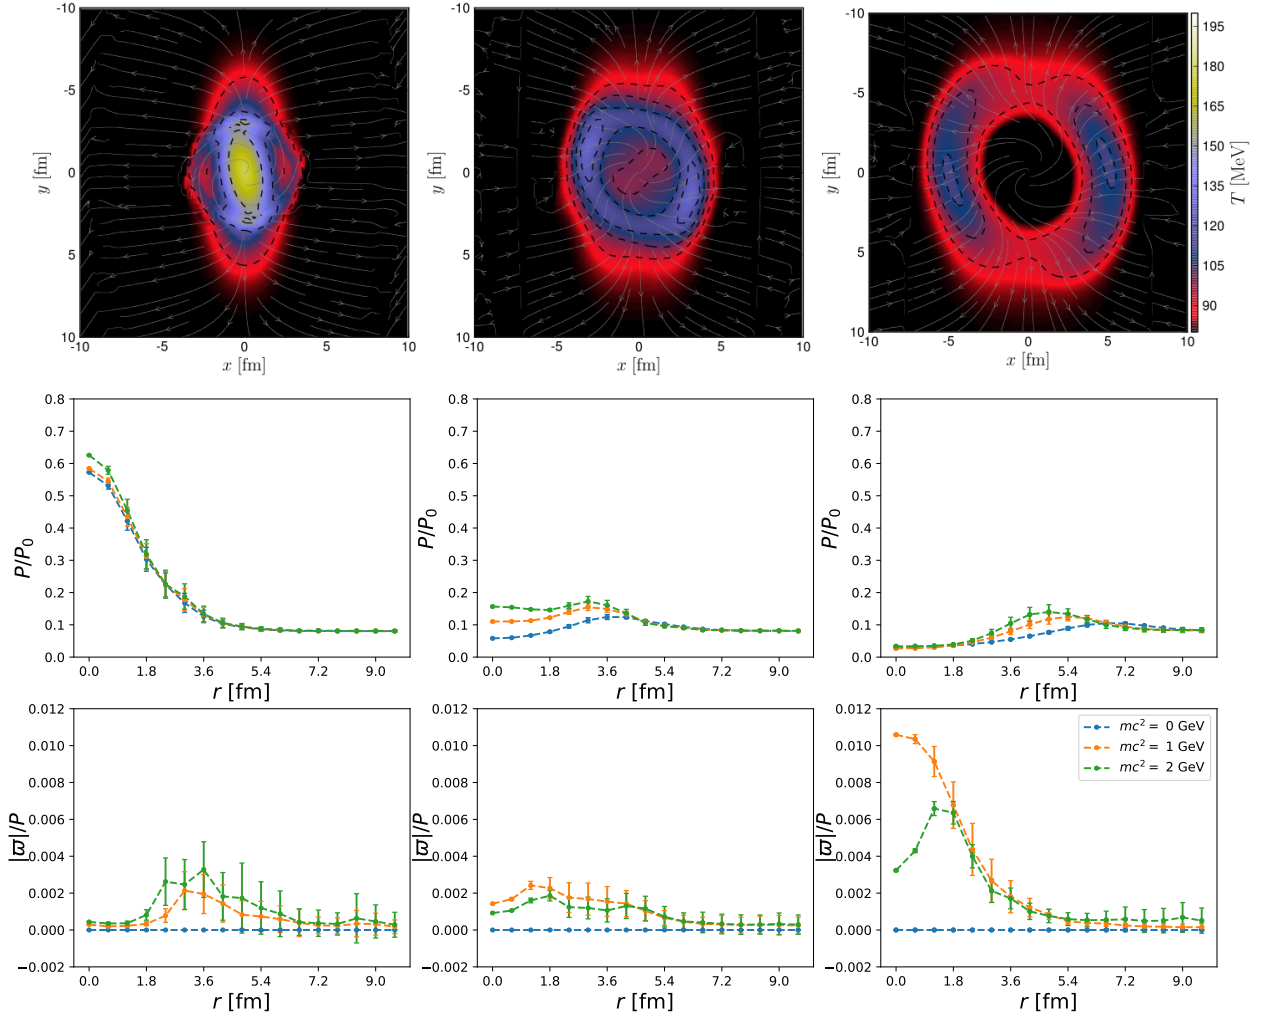 -10
-5
0
5
10
y [fm]
-10 -5 0 5 10
x [fm]
-10
-5
0
5
10
y [fm]
-10 -5 0 5 10
x [fm]
-10
-5
0
5
10
y [fm]
-10 -5 0 5 10
x [fm]
195
180
165
150
135
120
105
90
T [MeV]
0.8
0.7
0.6
0.5
0.4
0.3
0.2
0.1
0.0
P/P₀
0.0 1.8 3.6 5.4 7.2 9.0
r [fm]
0.8
0.7
0.6
0.5
0.4
0.3
0.2
0.1
0.0
P/P₀
0.0 1.8 3.6 5.4 7.2 9.0
r [fm]
0.8
0.7
0.6
0.5
0.4
0.3
0.2
0.1
0.0
P/P₀
0.0 1.8 3.6 5.4 7.2 9.0
r [fm]
0.012
0.010
0.008
0.006
0.004
0.002
0.000
−0.002
|ϖ|/P
0.0 1.8 3.6 5.4 7.2 9.0
r [fm]
0.012
0.010
0.008
0.006
0.004
0.002
0.000
−0.002
|ϖ|/P
0.0 1.8 3.6 5.4 7.2 9.0
r [fm]
0.012
0.010
0.008
0.006
0.004
0.002
0.000
−0.002
|ϖ|/P
mc² = 0 GeV
mc² = 1 GeV
mc² = 2 GeV
0.0 1.8 3.6 5.4 7.2 9.0
r [fm]